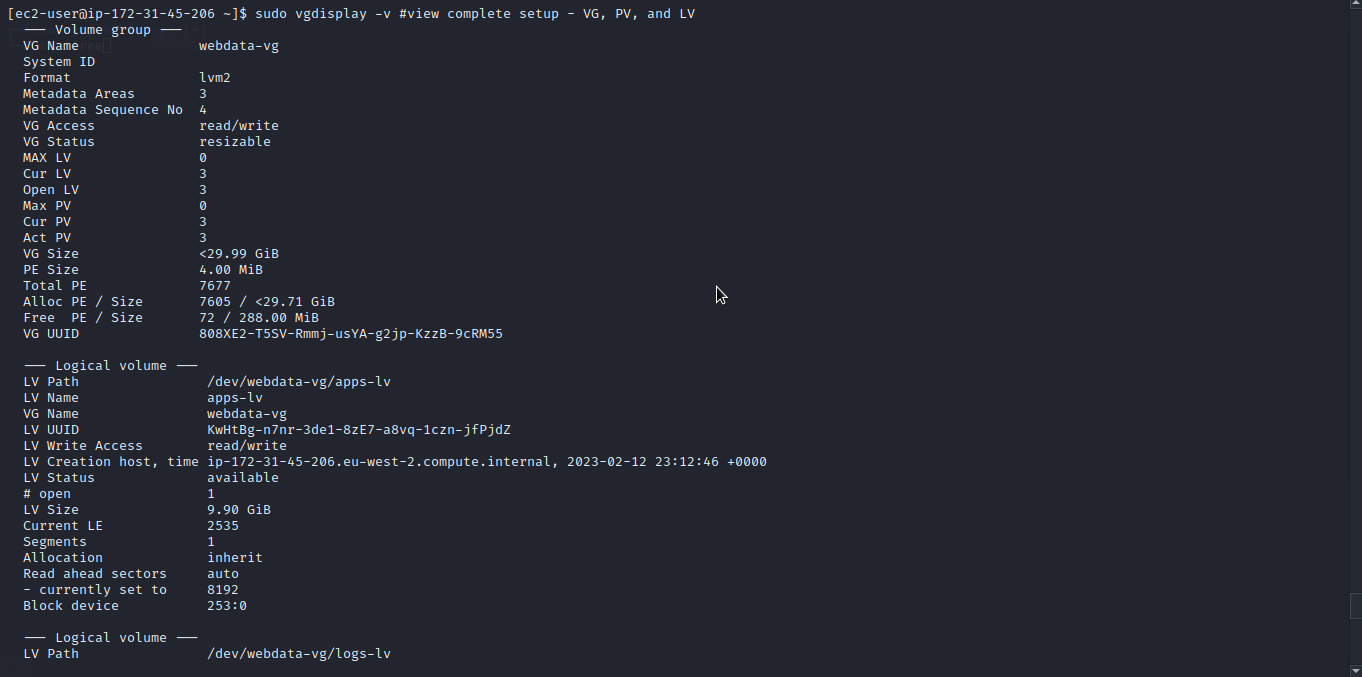 [ec2-user@ip-172-31-45-206 ~]$ sudo vgdisplay -v #view complete setup - VG, PV, and LV
--- Volume group ---
VG Name webdata-vg
System ID
Format lvm2
Metadata Areas 3
Metadata Sequence No 4
VG Access read/write
VG Status resizable
MAX LV 0
Cur LV 3
Open LV 3
Max PV 0
Cur PV 3
Act PV 3
VG Size <29.99 GiB
PE Size 4.00 MiB
Total PE 7677
Alloc PE / Size 7605 / <29.71 GiB
Free PE / Size 72 / 288.00 MiB
VG UUID 808XE2-T5SV-Rmmj-usYA-g2jp-KzzB-9cRM55
--- Logical volume ---
LV Path /dev/webdata-vg/apps-lv
LV Name apps-lv
VG Name webdata-vg
LV UUID KwHtBg-n7nr-3de1-8zE7-a8vq-1czn-jfPjdZ
LV Write Access read/write
LV Creation host, time ip-172-31-45-206.eu-west-2.compute.internal, 2023-02-12 23:12:46 +0000
LV Status available
# open 1
LV Size 9.90 GiB
Current LE 2535
Segments 1
Allocation inherit
Read ahead sectors auto
- currently set to 8192
Block device 253:0
--- Logical volume ---
LV Path /dev/webdata-vg/logs-lv